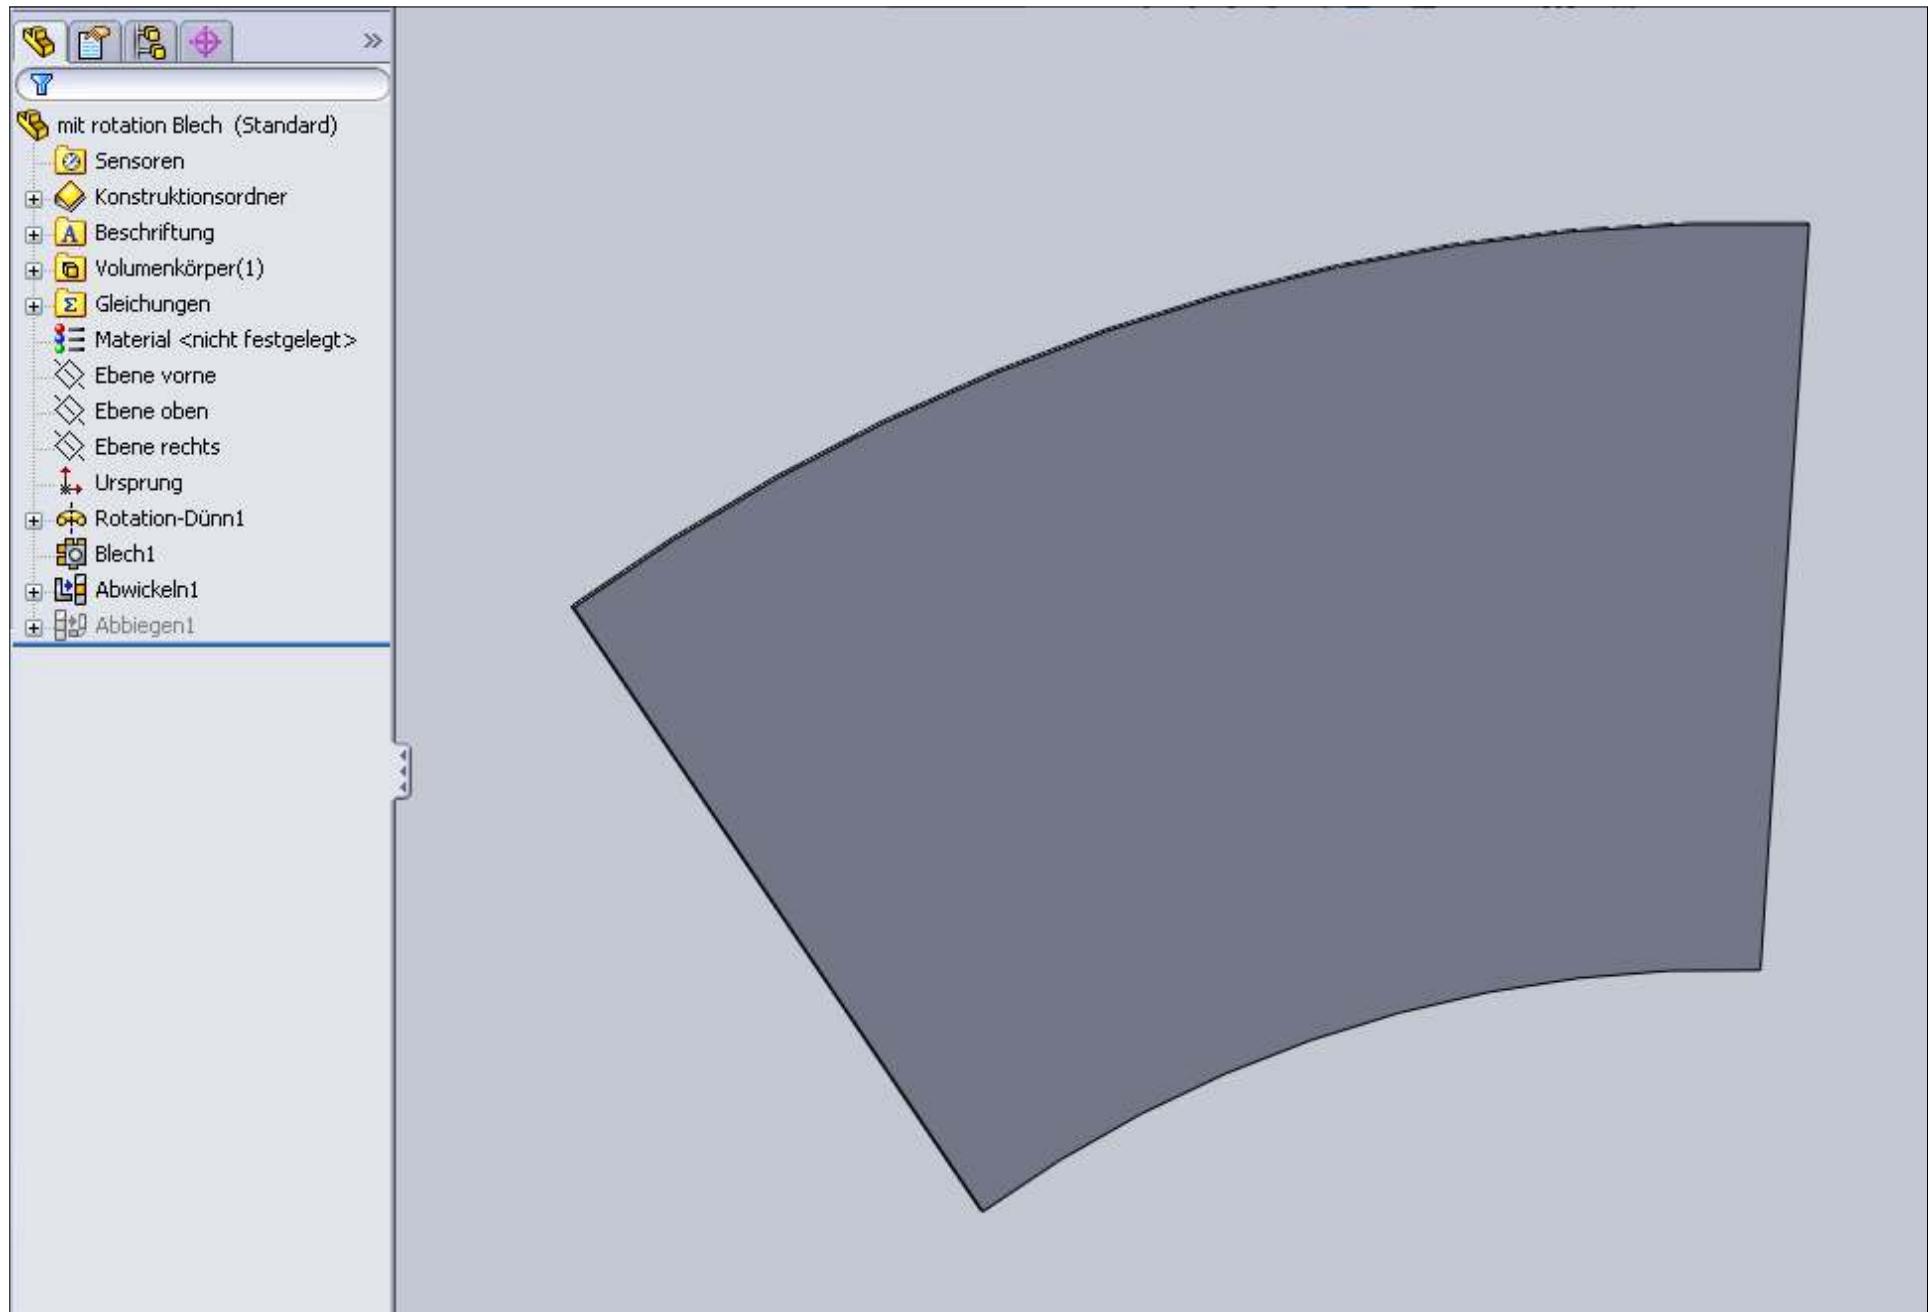 mit rotation Blech (Standard)
Sensoren
Konstruktionsordner
Beschriftung
Volumenkörper(1)
Gleichungen
Material <nicht festgelegt>
Ebene vorne
Ebene oben
Ebene rechts
Ursprung
Rotation-Dünn1
Blech1
Abwickeln1
Abbiegen1